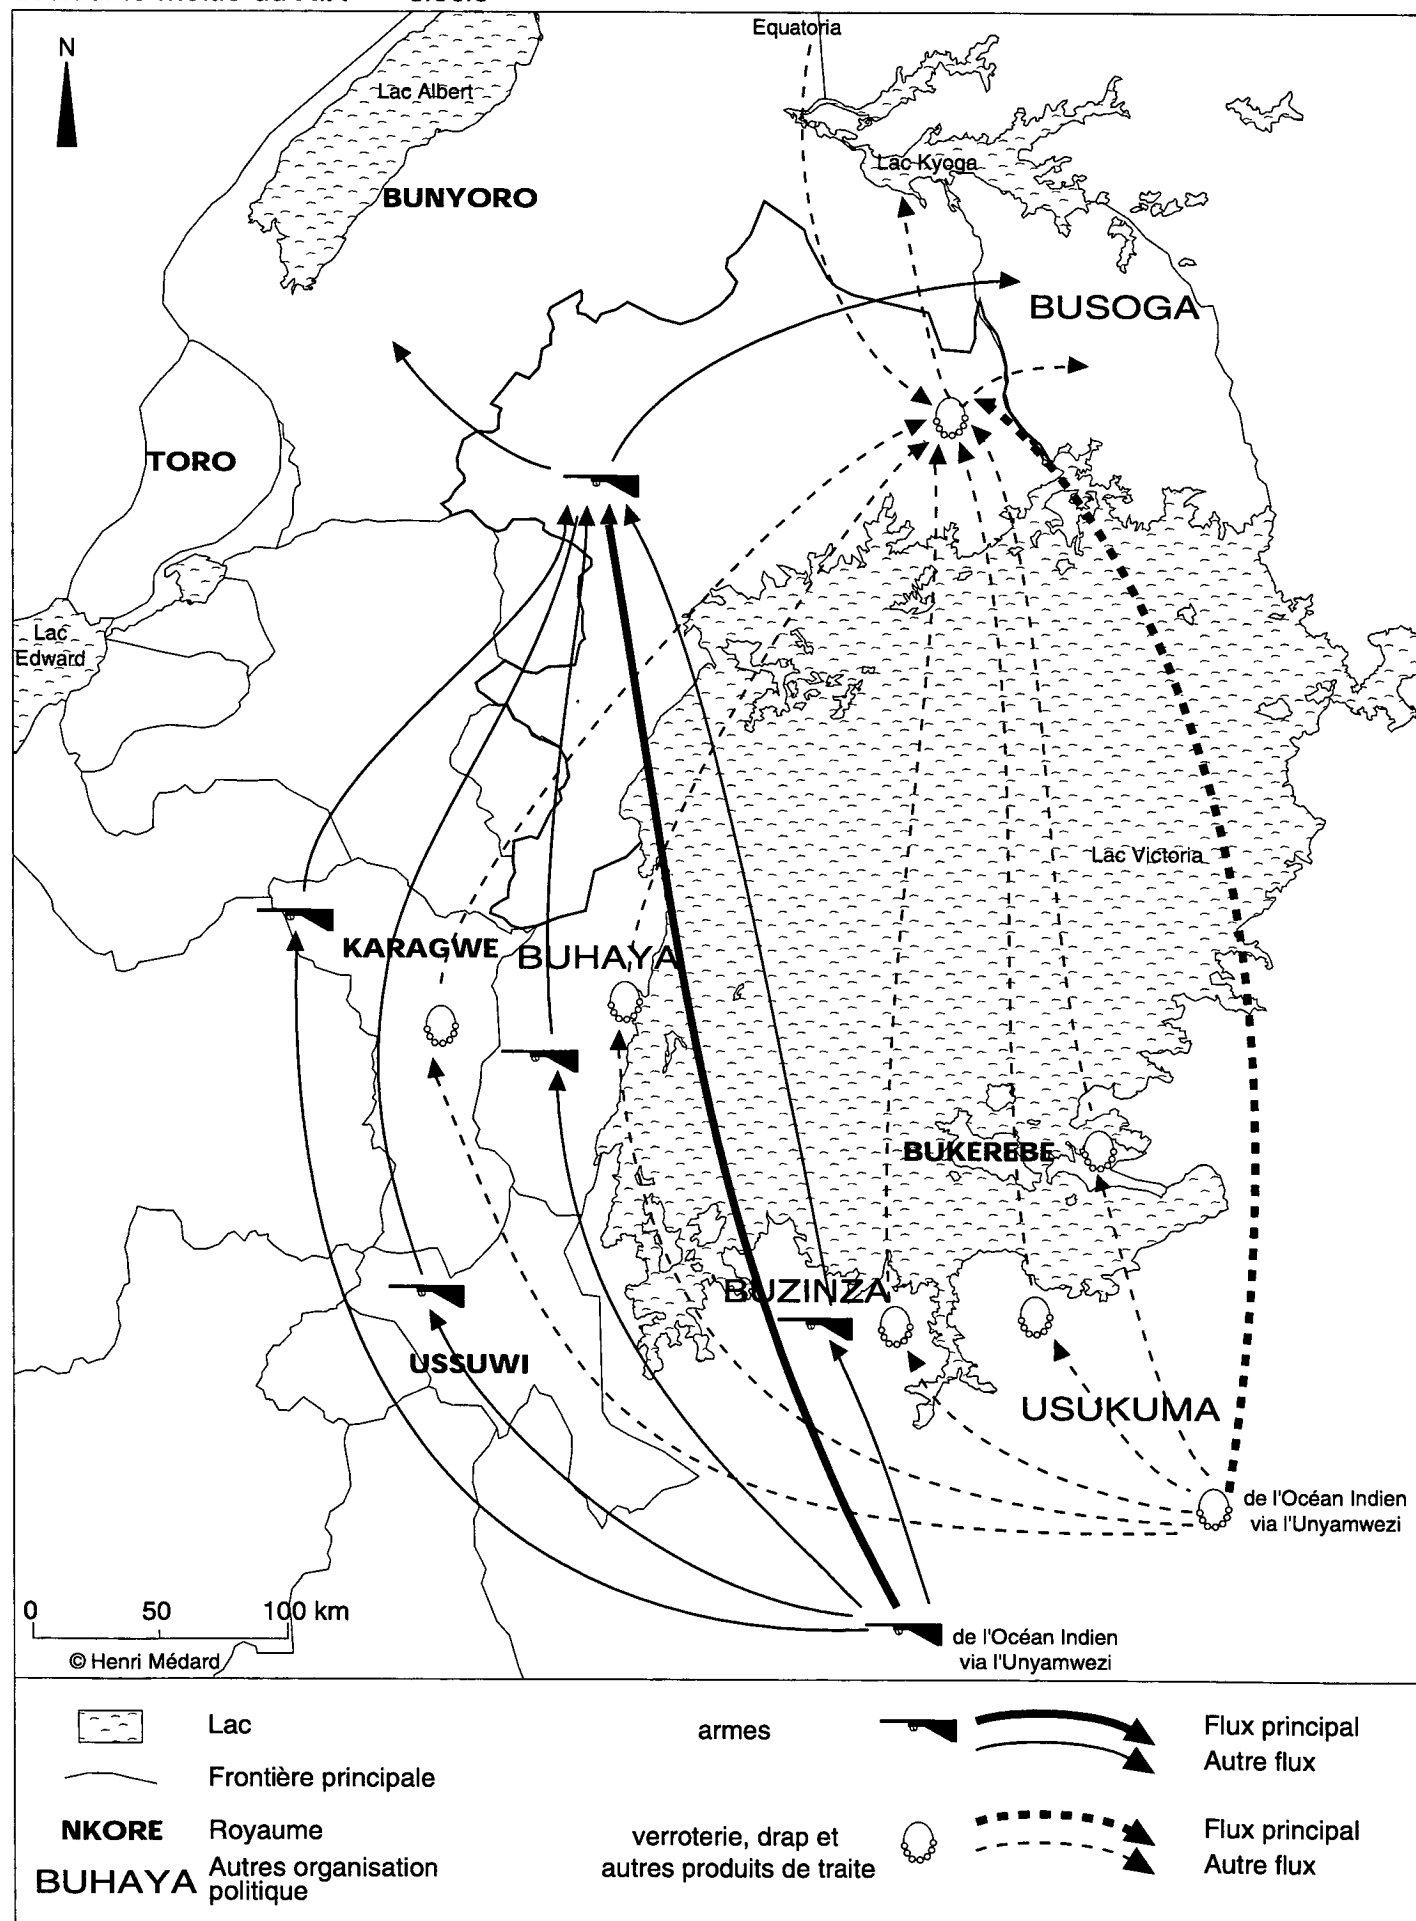 Equatoria
N
Lac Albert
Lac Kyoga
BUNYORO
BUSOGA
TORO
Lac
Edward
Lac Victoria
KARAGWE
BUHAYA
BUKEREBE
BUZINZA
USSUWI
USUKUMA
de l'Océan Indien
via l'Unyamwezi
0 50 100 km
de l'Océan Indien
via l'Unyamwezi
© Henri Médard
Lac
Frontière principale
NKORE Royaume
BUHAYA Autres organisation
politique
armes
Flux principal
Autre flux
verroterie, drap et
autres produits de traite
Flux principal
Autre flux